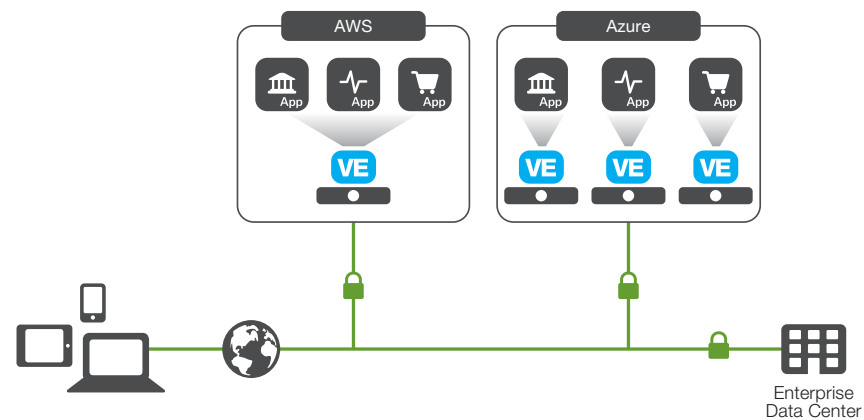 AWS
Azure
App
App
App
App
App
App
VE
VE
VE
VE
Enterprise
Data Center